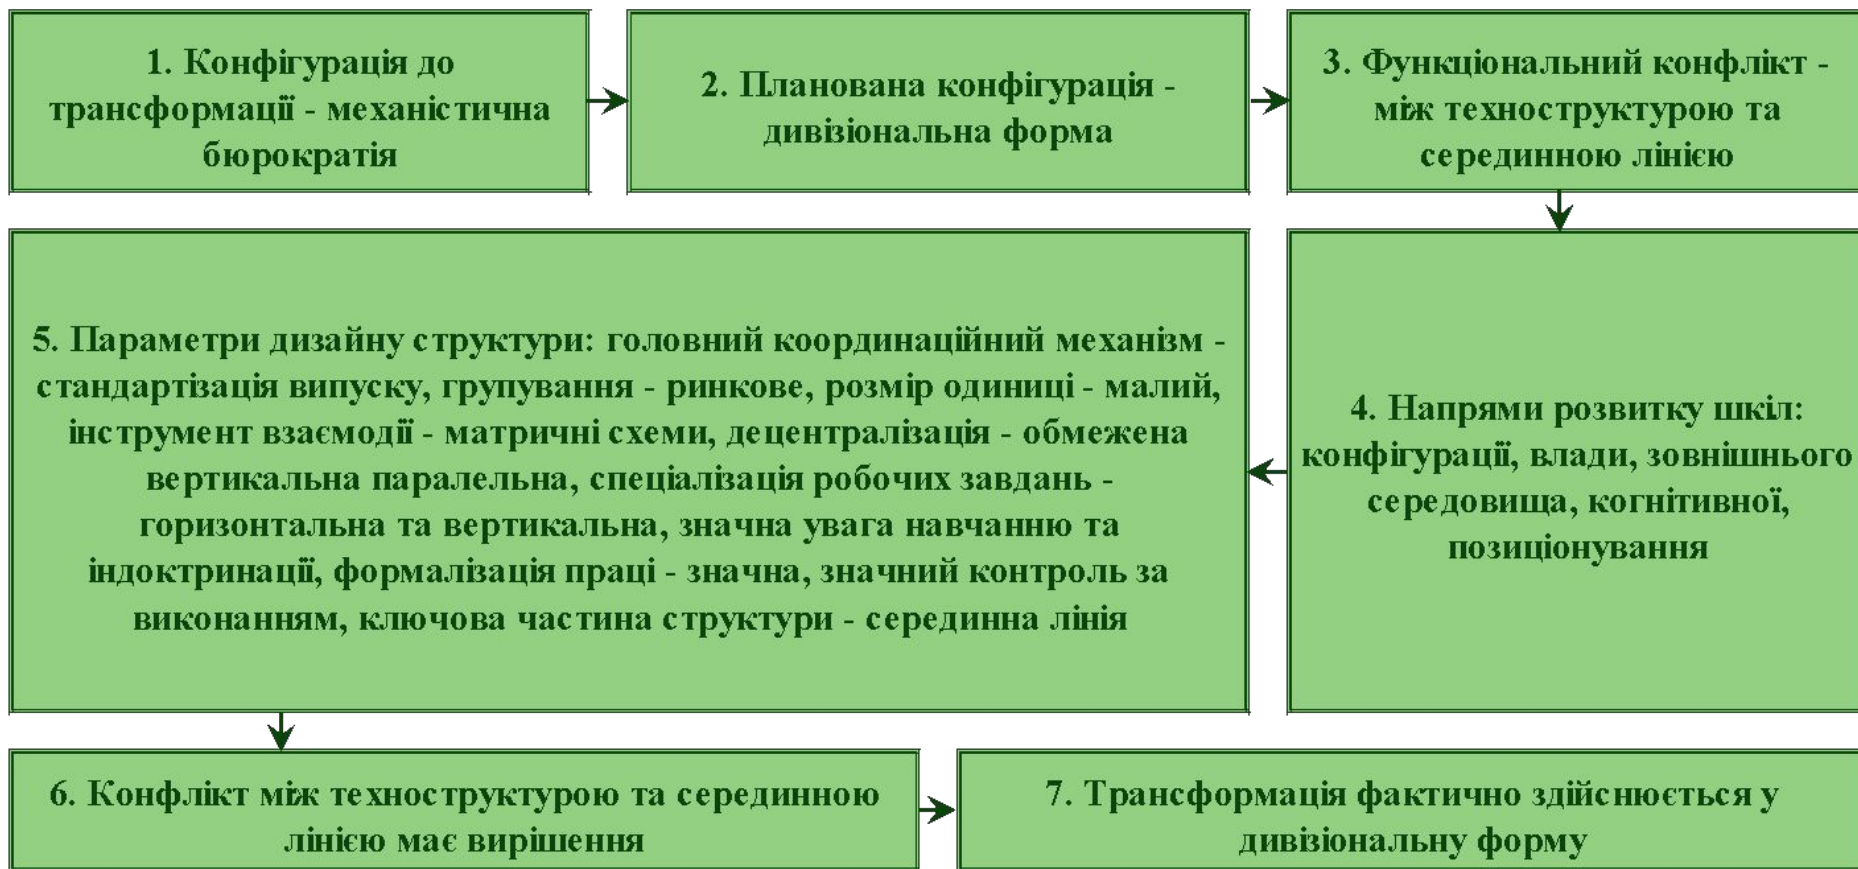 1. Конфігурація до
трансформації - механістична
бюрократія
2. Планована конфігурація -
дивізіональна форма
3. Функціональний конфлікт -
між техноструктурою та
серединною лінією
4. Напрями розвитку шкіл:
конфігурації, влади, зовнішнього
середовища, когнітивної,
позиціонування
5. Параметри дизайну структури: головний координаційний механізм -
стандартізація випуску, групування - ринкове, розмір одиниці - малий,
інструмент взаємодії - матричні схеми, децентралізація - обмежена
вертикальна паралельна, спеціалізація робочих завдань -
горизонтальна та вертикальна, значна увага навчанню та
індоктринації, формалізація праці - значна, значний контроль за
виконанням, ключова частина структури - серединна лінія
6. Конфлікт між техноструктурою та серединною
лінією має вирішення
7. Трансформація фактично здійснюється у
дивізіональну форму